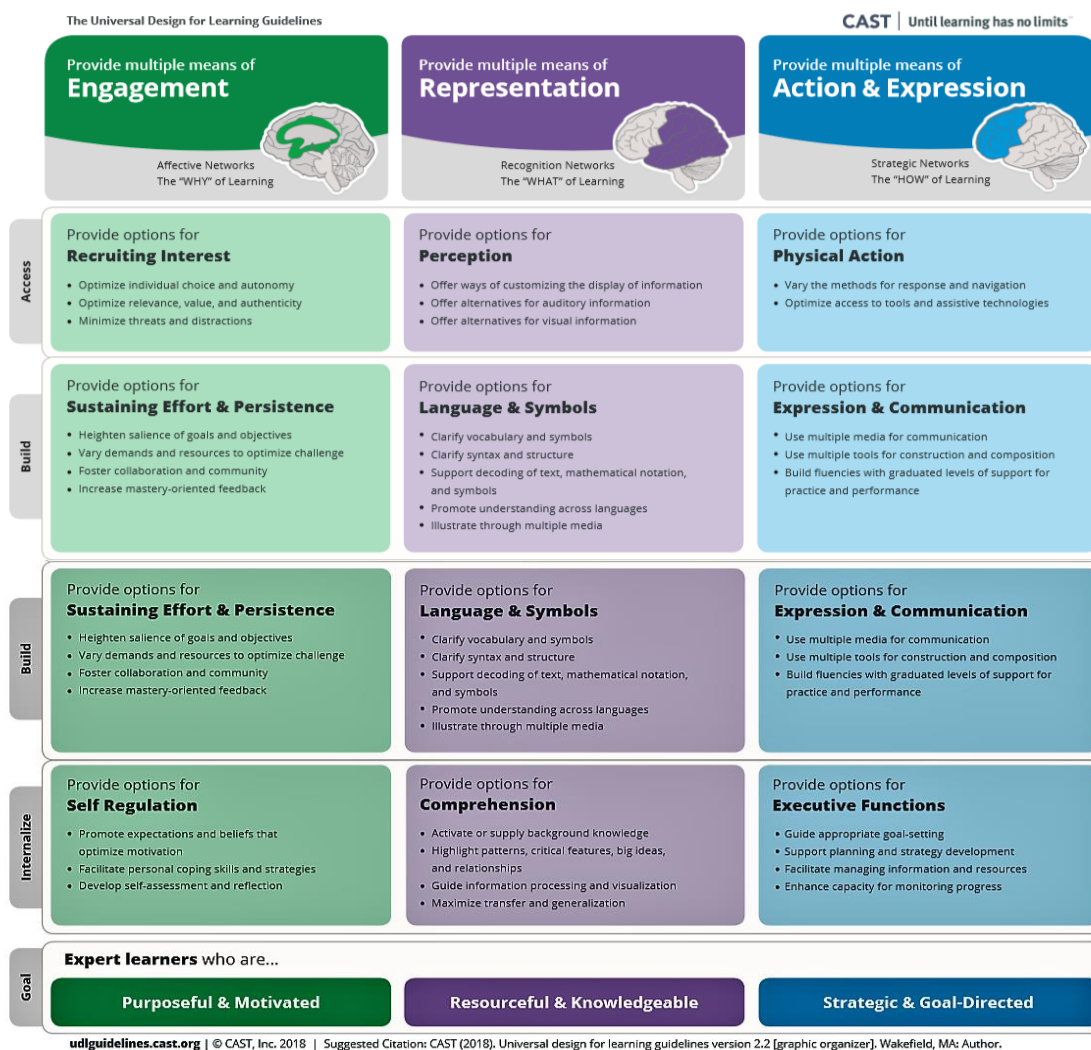 The Universal Design for Learning Guidelines
CAST | Until learning has no limits™
Provide multiple means of
Engagement
Affective Networks
The "WHY" of Learning
Provide multiple means of
Representation
Recognition Networks
The "WHAT" of Learning
Provide multiple means of
Action & Expression
Strategic Networks
The "HOW" of Learning
Access
Provide options for
Recruiting Interest
• Optimize individual choice and autonomy
• Optimize relevance, value, and authenticity
• Minimize threats and distractions
Provide options for
Perception
• Offer ways of customizing the display of information
• Offer alternatives for auditory information
• Offer alternatives for visual information
Provide options for
Physical Action
• Vary the methods for response and navigation
• Optimize access to tools and assistive technologies
Build
Provide options for
Sustaining Effort & Persistence
• Heighten salience of goals and objectives
• Vary demands and resources to optimize challenge
• Foster collaboration and community
• Increase mastery-oriented feedback
Provide options for
Language & Symbols
• Clarify vocabulary and symbols
• Clarify syntax and structure
• Support decoding of text, mathematical notation,
and symbols
• Promote understanding across languages
• Illustrate through multiple media
Provide options for
Expression & Communication
• Use multiple media for communication
• Use multiple tools for construction and composition
• Build fluencies with graduated levels of support for
practice and performance
Build
Provide options for
Sustaining Effort & Persistence
• Heighten salience of goals and objectives
• Vary demands and resources to optimize challenge
• Foster collaboration and community
• Increase mastery-oriented feedback
Provide options for
Language & Symbols
• Clarify vocabulary and symbols
• Clarify syntax and structure
• Support decoding of text, mathematical notation,
and symbols
• Promote understanding across languages
• Illustrate through multiple media
Provide options for
Expression & Communication
• Use multiple media for communication
• Use multiple tools for construction and composition
• Build fluencies with graduated levels of support for
practice and performance
Internalize
Provide options for
Self Regulation
• Promote expectations and beliefs that
optimize motivation
• Facilitate personal coping skills and strategies
• Develop self-assessment and reflection
Provide options for
Comprehension
• Activate or supply background knowledge
• Highlight patterns, critical features, big ideas,
and relationships
• Guide information processing and visualization
• Maximize transfer and generalization
Provide options for
Executive Functions
• Guide appropriate goal-setting
• Support planning and strategy development
• Facilitate managing information and resources
• Enhance capacity for monitoring progress
Goal
Expert learners who are...
Purposeful & Motivated
Resourceful & Knowledgeable
Strategic & Goal-Directed
udlguidelines.cast.org | © CAST, Inc. 2018 | Suggested Citation: CAST (2018). Universal design for learning guidelines version 2.2 [graphic organizer]. Wakefield, MA: Author.